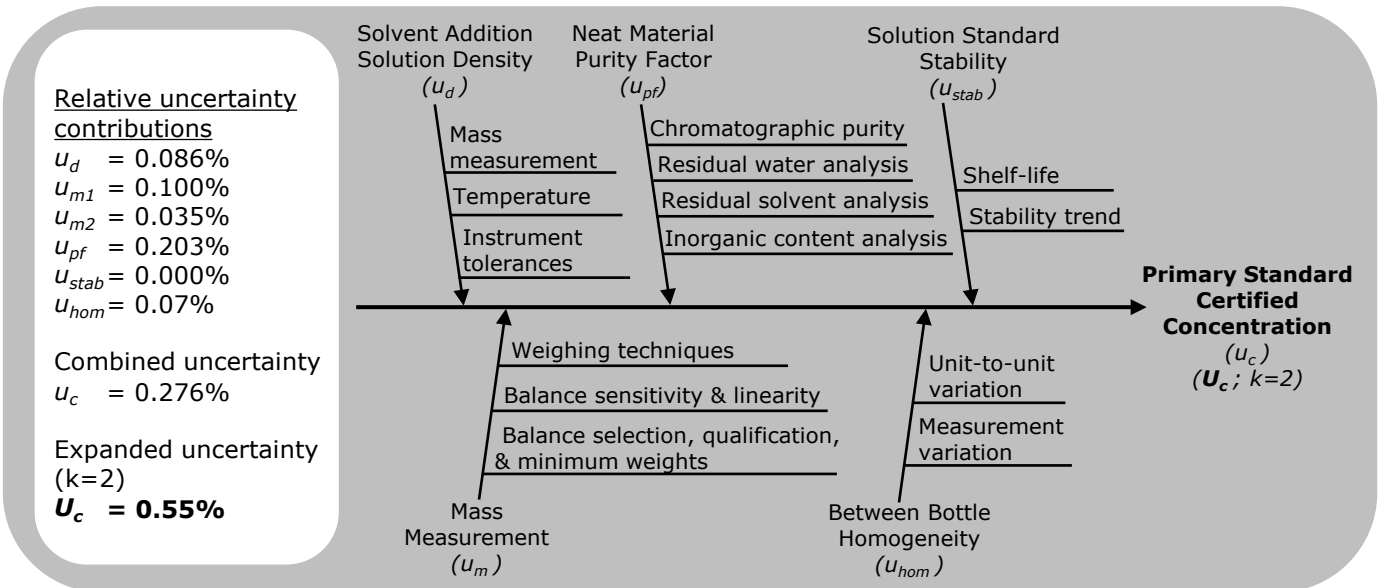 Relative uncertainty
contributions
u_d = 0.086%
u_m1 = 0.100%
u_m2 = 0.035%
u_pf = 0.203%
u_stab = 0.000%
u_hom = 0.07%
Combined uncertainty
u_c = 0.276%
Expanded uncertainty
(k=2)
U_c = 0.55%
Solvent Addition
Solution Density
(u_d)
Mass
measurement
Temperature
Instrument
tolerances
Neat Material
Purity Factor
(u_pf)
Chromatographic purity
Residual water analysis
Residual solvent analysis
Inorganic content analysis
Solution Standard
Stability
(u_stab)
Shelf-life
Stability trend
Primary Standard
Certified
Concentration
(u_c)
(U_c; k=2)
Weighing techniques
Balance sensitivity & linearity
Balance selection, qualification,
& minimum weights
Mass
Measurement
(u_m)
Unit-to-unit
variation
Measurement
variation
Between Bottle
Homogeneity
(u_hom)